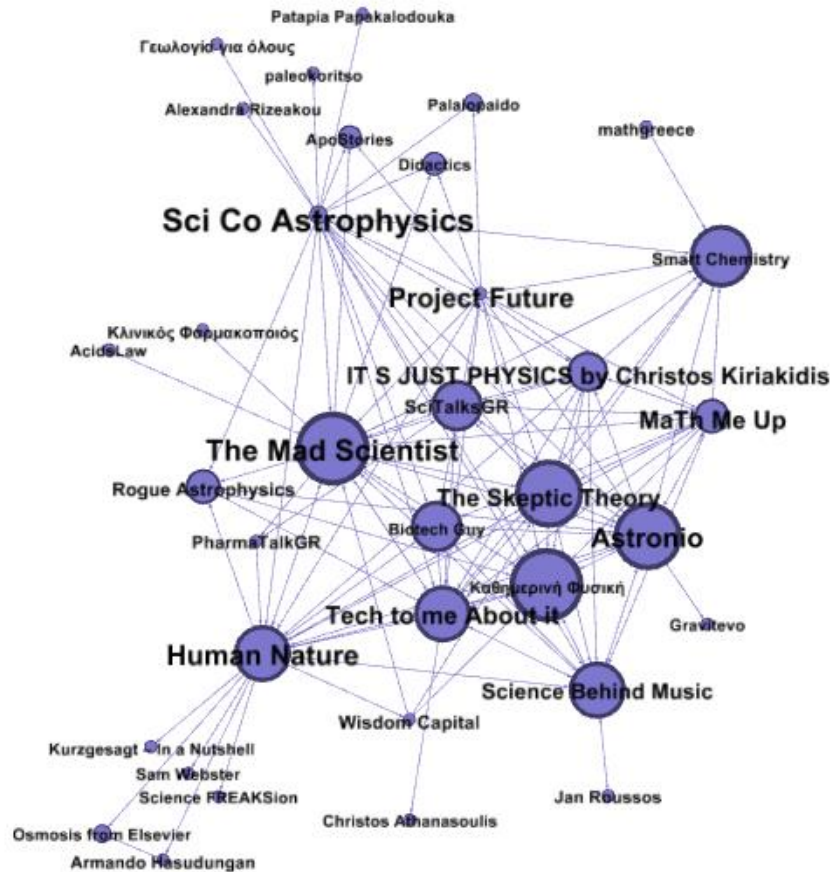 Patapia Papakalodouka
Γεωλογία για όλους
paleokoritso
Alexandra Rizeakou
Palaiopaido
ApoStories
mathgreece
Didactics
Sci Co Astrophysics
Smart Chemistry
Project Future
Κλινικός Φαρμακοποιός
AcidsLaw
IT S JUST PHYSICS by Christos Kiriakidis
SciTalksGR
MaTh Me Up
The Mad Scientist
Rogue Astrophysics
The Skeptic Theory
Biotech Guy
Astronio
PharmaTalkGR
Καθημερινή Φυσική
Tech to me About it
Gravitevo
Human Nature
Science Behind Music
Wisdom Capital
Kurzgesagt – In a Nutshell
Sam Webster
Science FREAKSion
Jan Roussos
Christos Athanasoulis
Osmosis from Elsevier
Armando Hasudungan